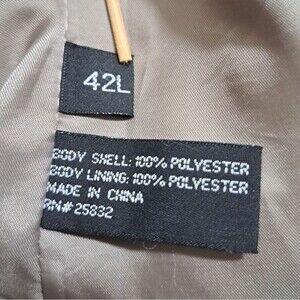 42L
BODY SHELL: 100% POLYESTER
BODY LINING: 100% POLYESTER
MADE IN CHINA
RN# 25832